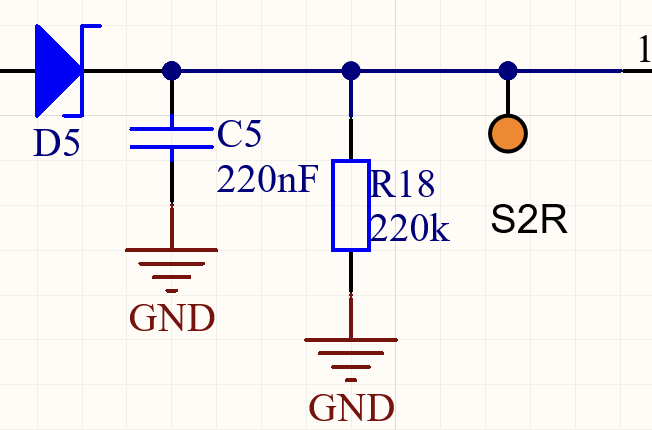 1
D5
C5
220nF
R18
220k
S2R
GND
GND